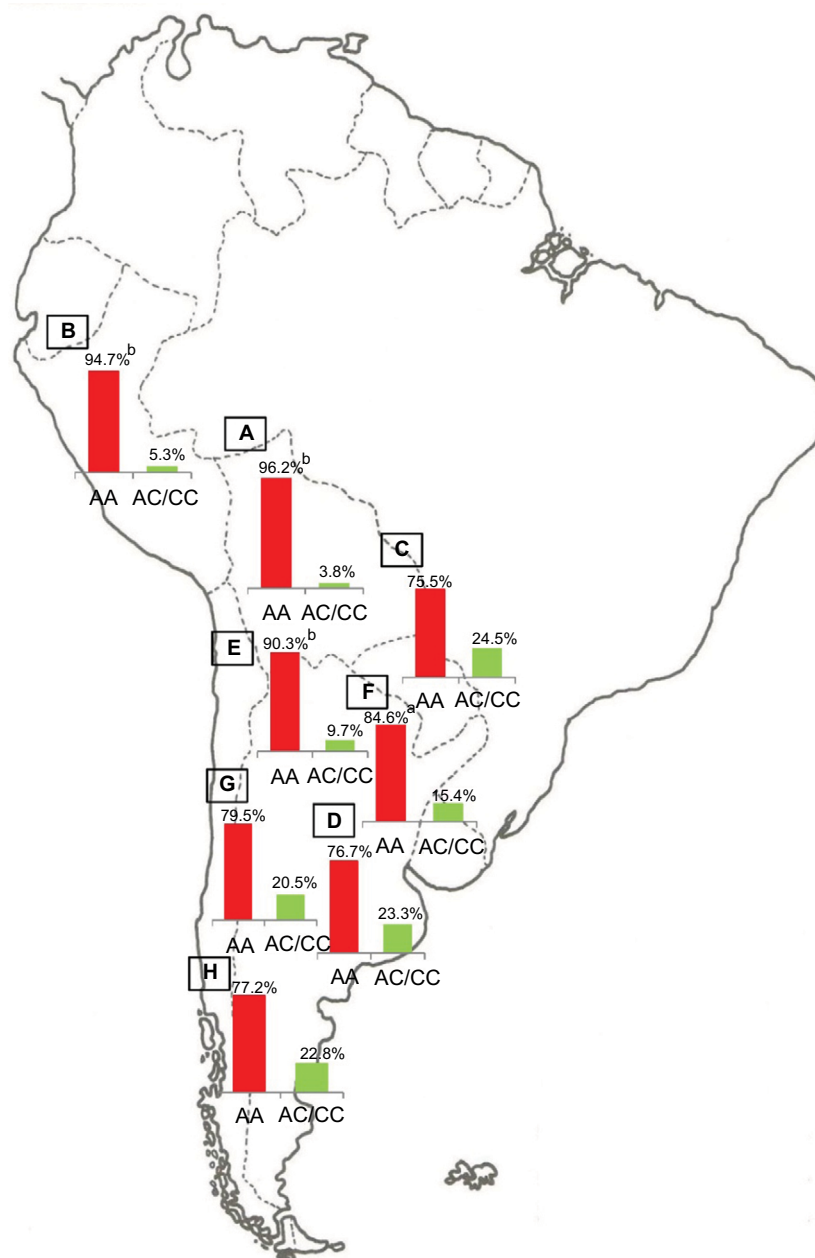 B
94.7%b
5.3%
AA AC/CC
A
96.2%b
3.8%
AA AC/CC
C
75.5%
24.5%
AA AC/CC
E
90.3%b
9.7%
AA AC/CC
F
84.6%a
15.4%
AA AC/CC
G
79.5%
20.5%
AA AC/CC
D
76.7%
23.3%
AA AC/CC
H
77.2%
22.8%
AA AC/CC